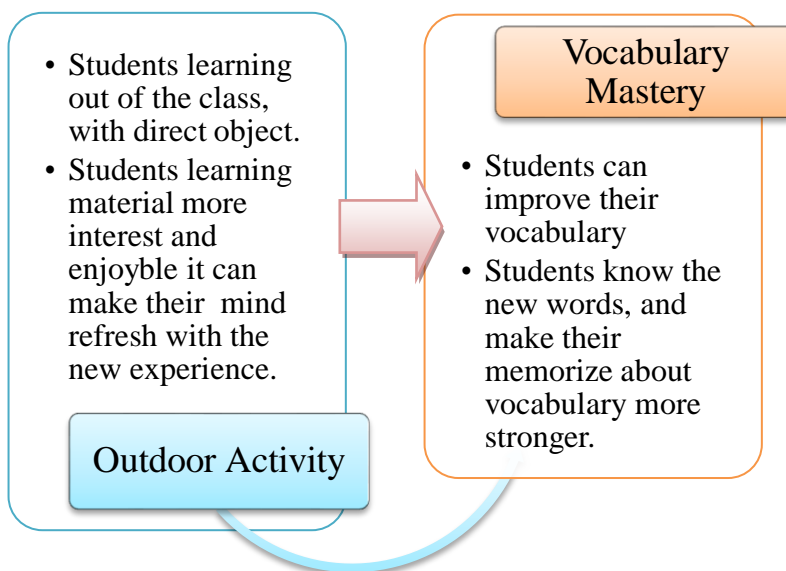 • Students learning
out of the class,
with direct object.
• Students learning
material more
interest and
enjoyble it can
make their mind
refresh with the
new experience.
Outdoor Activity
Vocabulary
Mastery
• Students can
improve their
vocabulary
• Students know the
new words, and
make their
memorize about
vocabulary more
stronger.